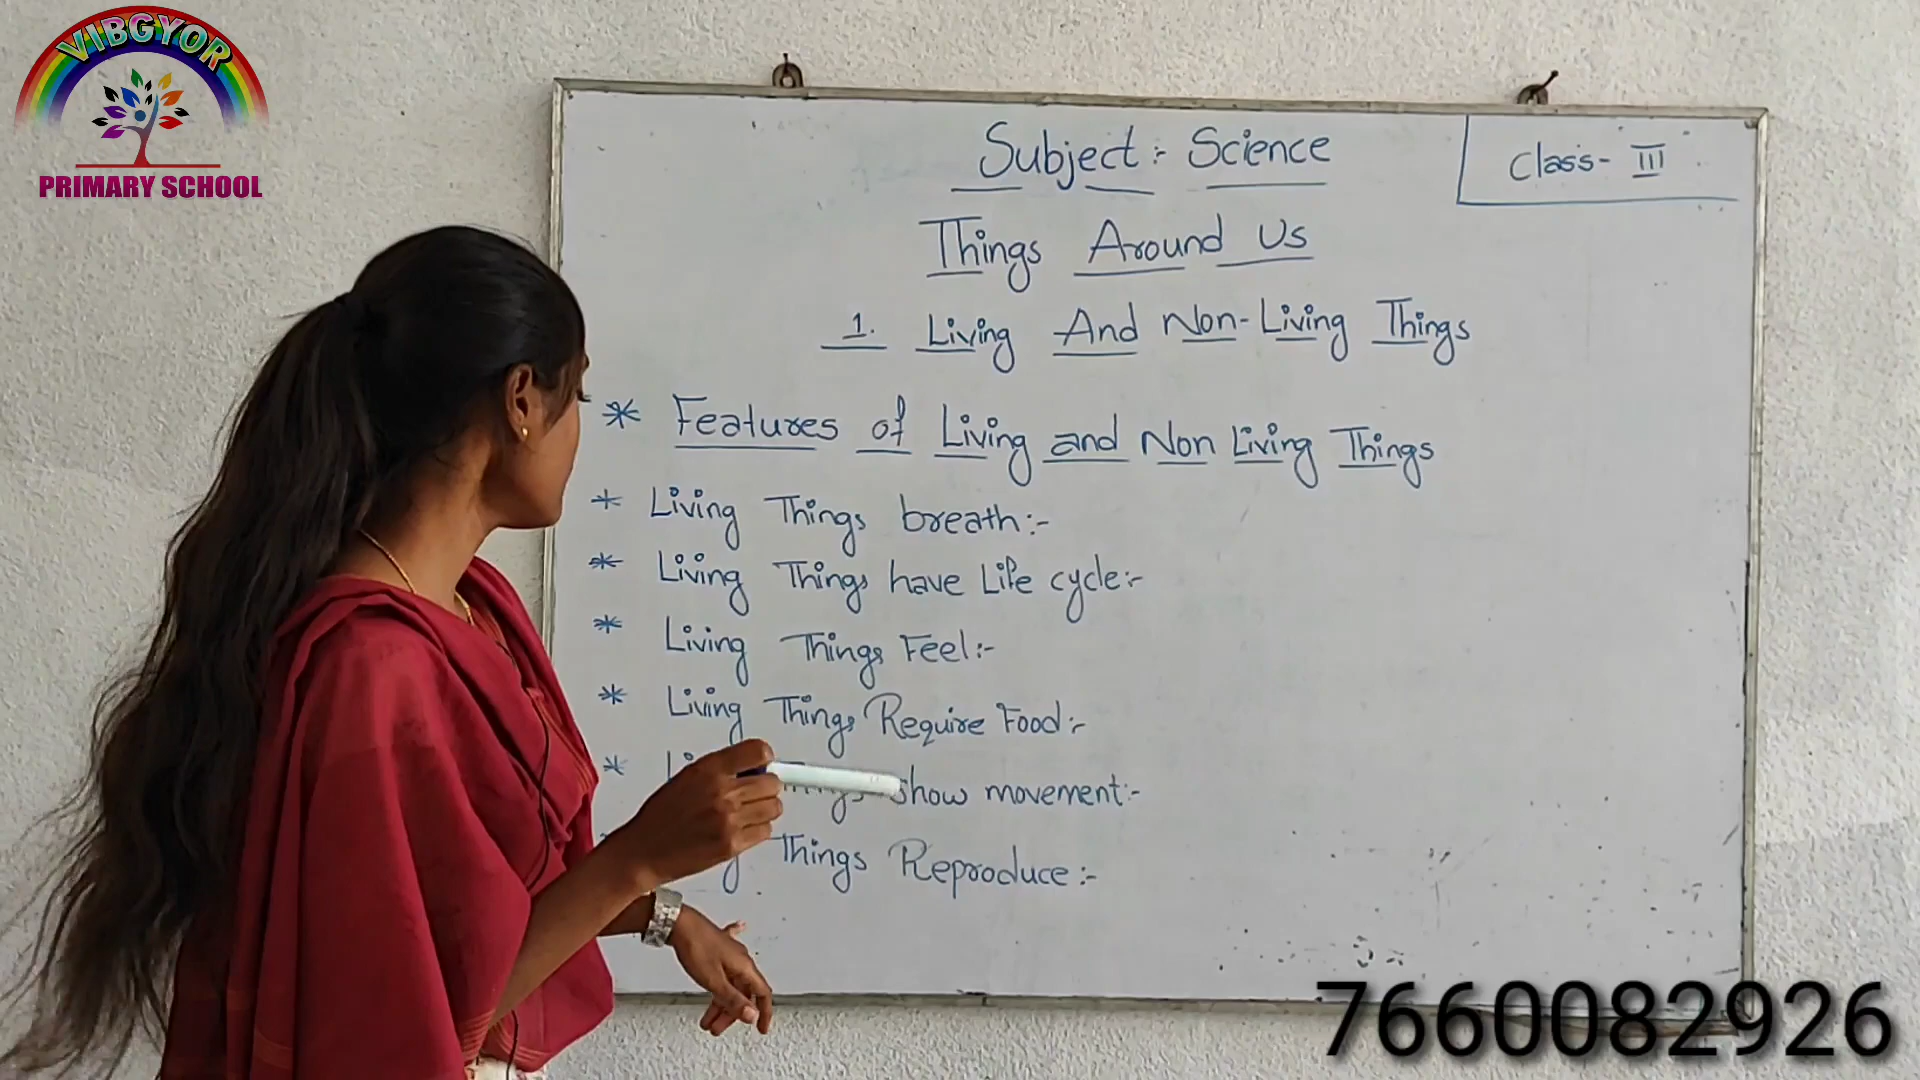 VIBGYOR
PRIMARY SCHOOL
Subject:- Science
Class- III
Things Around Us
1. Living And Non-Living Things
* Features of Living and Non Living Things
* Living Things breath:-
* Living Things have Life cycle:-
* Living Things Feel:-
* Living Things Require Food:-
* show movement:-
Things Reproduce:-
7660082926